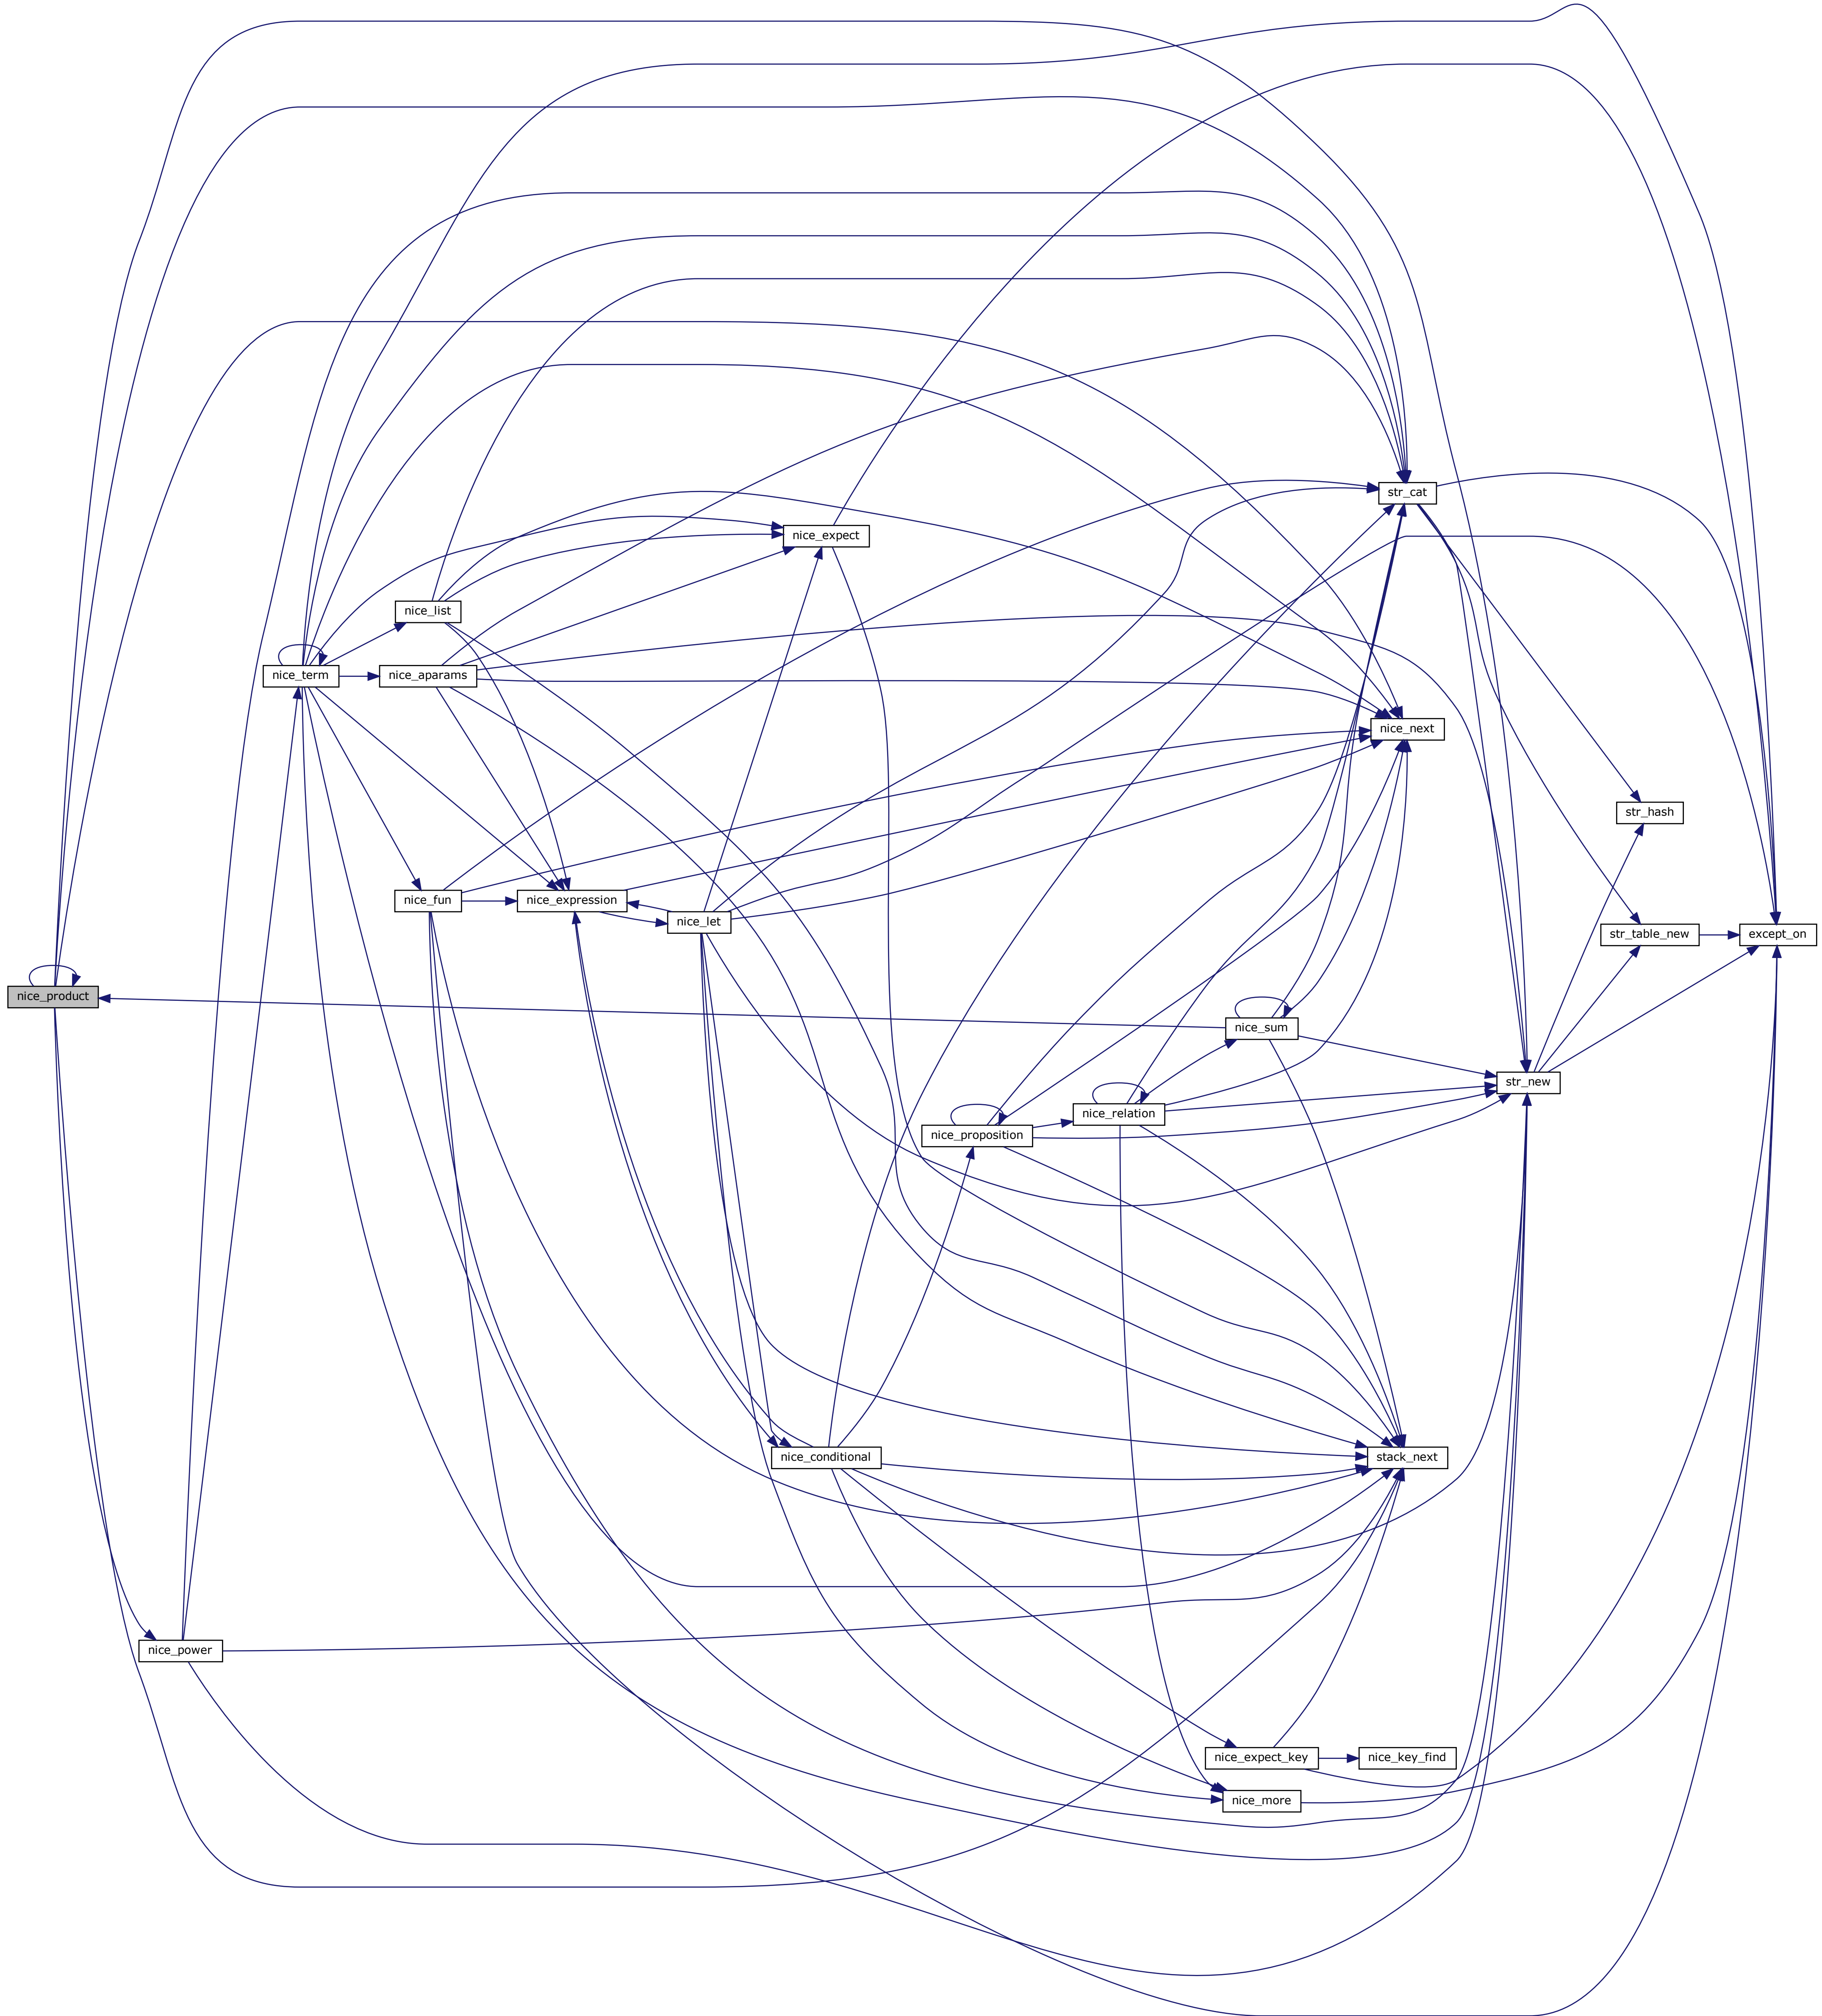 str_cat
nice_expect
nice_list
nice_term
nice_aparams
nice_next
str_hash
nice_fun
nice_expression
nice_let
str_table_new
except_on
nice_product
nice_sum
str_new
nice_relation
nice_proposition
nice_conditional
stack_next
nice_power
nice_expect_key
nice_key_find
nice_more